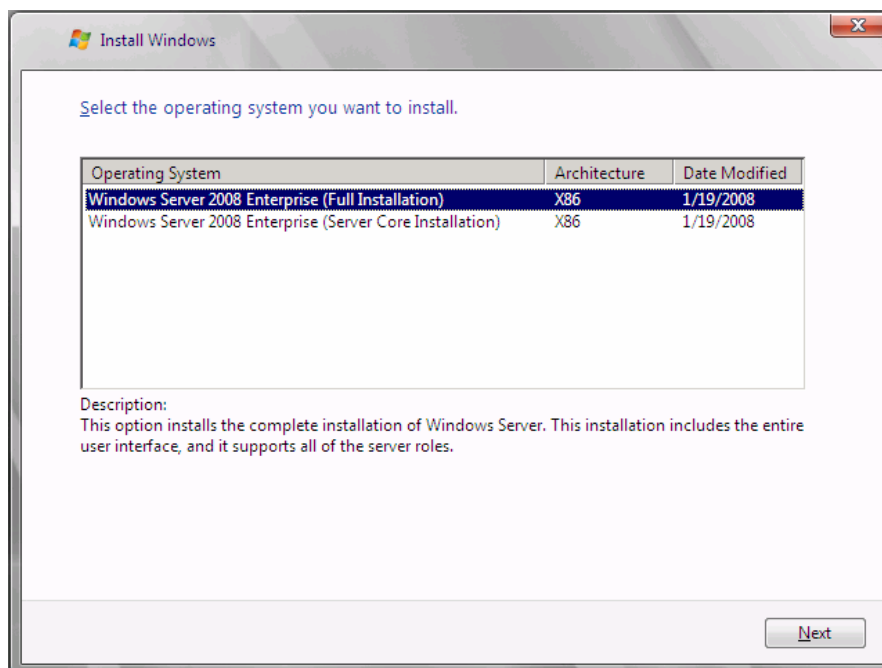 Install Windows
Select the operating system you want to install.
Operating System Architecture Date Modified
Windows Server 2008 Enterprise (Full Installation) X86 1/19/2008
Windows Server 2008 Enterprise (Server Core Installation) X86 1/19/2008
Description:
This option installs the complete installation of Windows Server. This installation includes the entire
user interface, and it supports all of the server roles.
Next